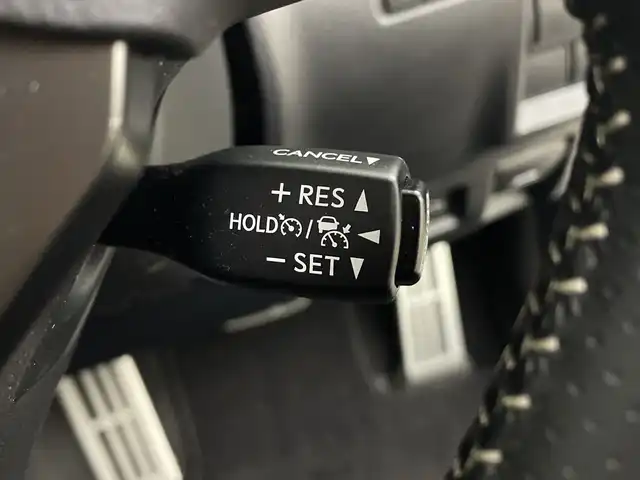 CANCEL▼
+ RES ▲
HOLD / ◀
− SET ▼